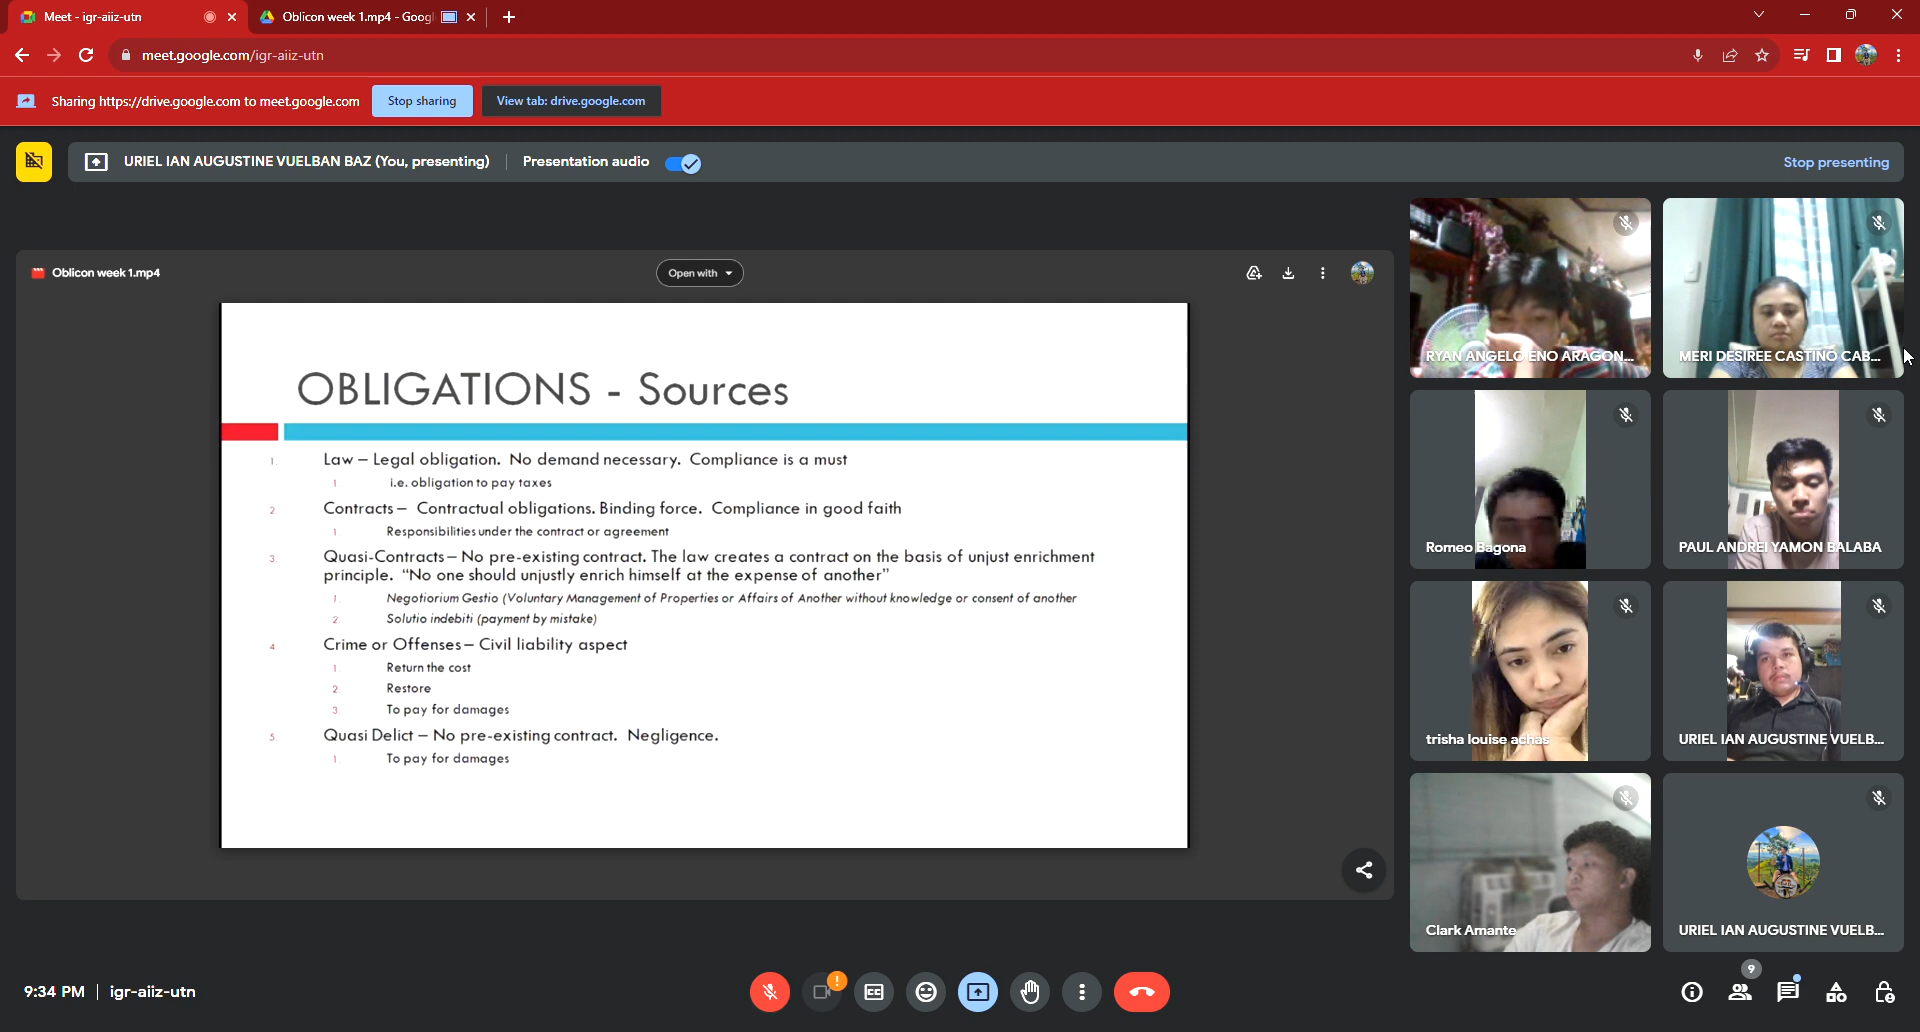 Meet - igr-aiiz-utn
Oblicon week 1.mp4 - Googl
meet.google.com/igr-aiiz-utn
Sharing https://drive.google.com to meet.google.com
Stop sharing
View tab: drive.google.com
URIEL IAN AUGUSTINE VUELBAN BAZ (You, presenting)
Presentation audio
Stop presenting
Oblicon week 1.mp4
Open with
OBLIGATIONS - Sources
1. Law – Legal obligation. No demand necessary. Compliance is a must
1. i.e. obligation to pay taxes
2. Contracts – Contractual obligations. Binding force. Compliance in good faith
1. Responsibilities under the contract or agreement
3. Quasi-Contracts – No pre-existing contract. The law creates a contract on the basis of unjust enrichment
principle. “No one should unjustly enrich himself at the expense of another”
1. Negotiorium Gestio (Voluntary Management of Properties or Affairs of Another without knowledge or consent of another
2. Solutio indebiti (payment by mistake)
4. Crime or Offenses – Civil liability aspect
1. Return the cost
2. Restore
3. To pay for damages
5. Quasi Delict – No pre-existing contract. Negligence.
1. To pay for damages
RYAN ANGELO ENO ARAGON...
MERI DESIREE CASTINO CAB...
Romeo Bagona
PAUL ANDREI YAMON BALABA
trisha louise achas
URIEL IAN AUGUSTINE VUELB...
Clark Amante
URIEL IAN AUGUSTINE VUELB...
9:34 PM | igr-aiiz-utn
!
CC
9